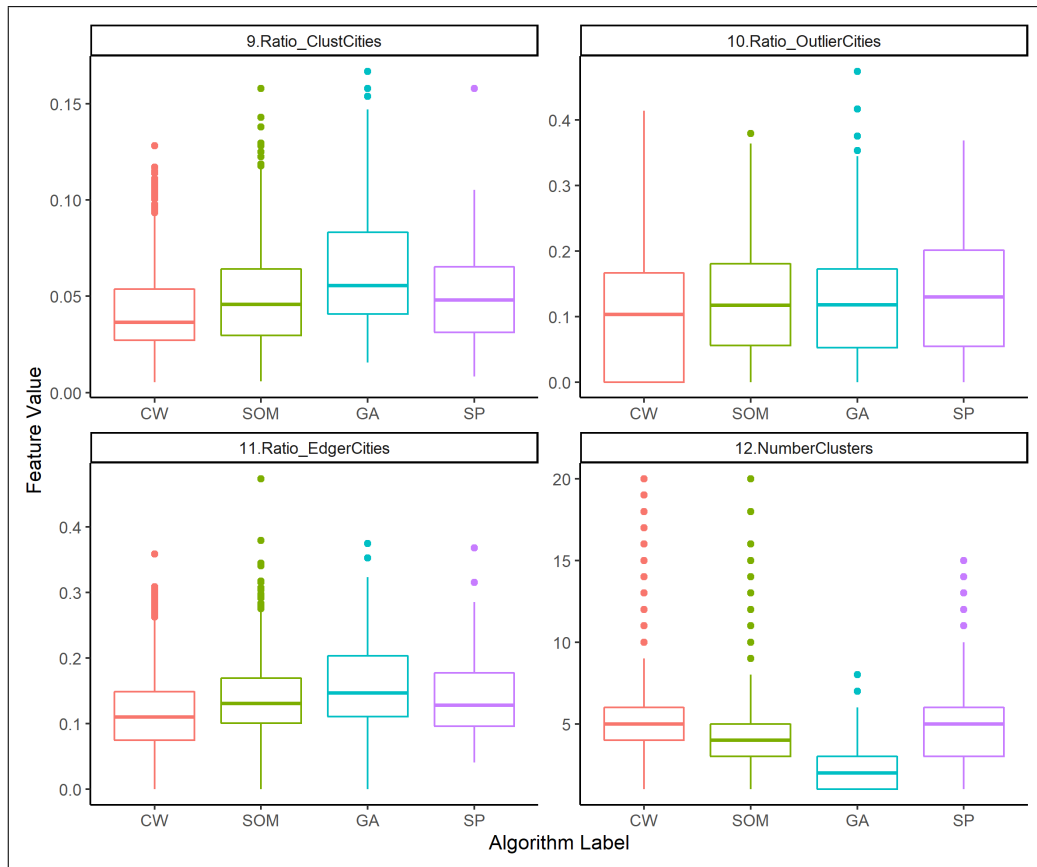 9.Ratio_ClustCities
10.Ratio_OutlierCities
0.15
0.10
0.05
0.00
0.4
0.3
0.2
0.1
0.0
CW SOM GA SP
CW SOM GA SP
Feature Value
11.Ratio_EdgerCities
12.NumberClusters
0.4
0.3
0.2
0.1
0.0
20
15
10
5
CW SOM GA SP
CW SOM GA SP
Algorithm Label